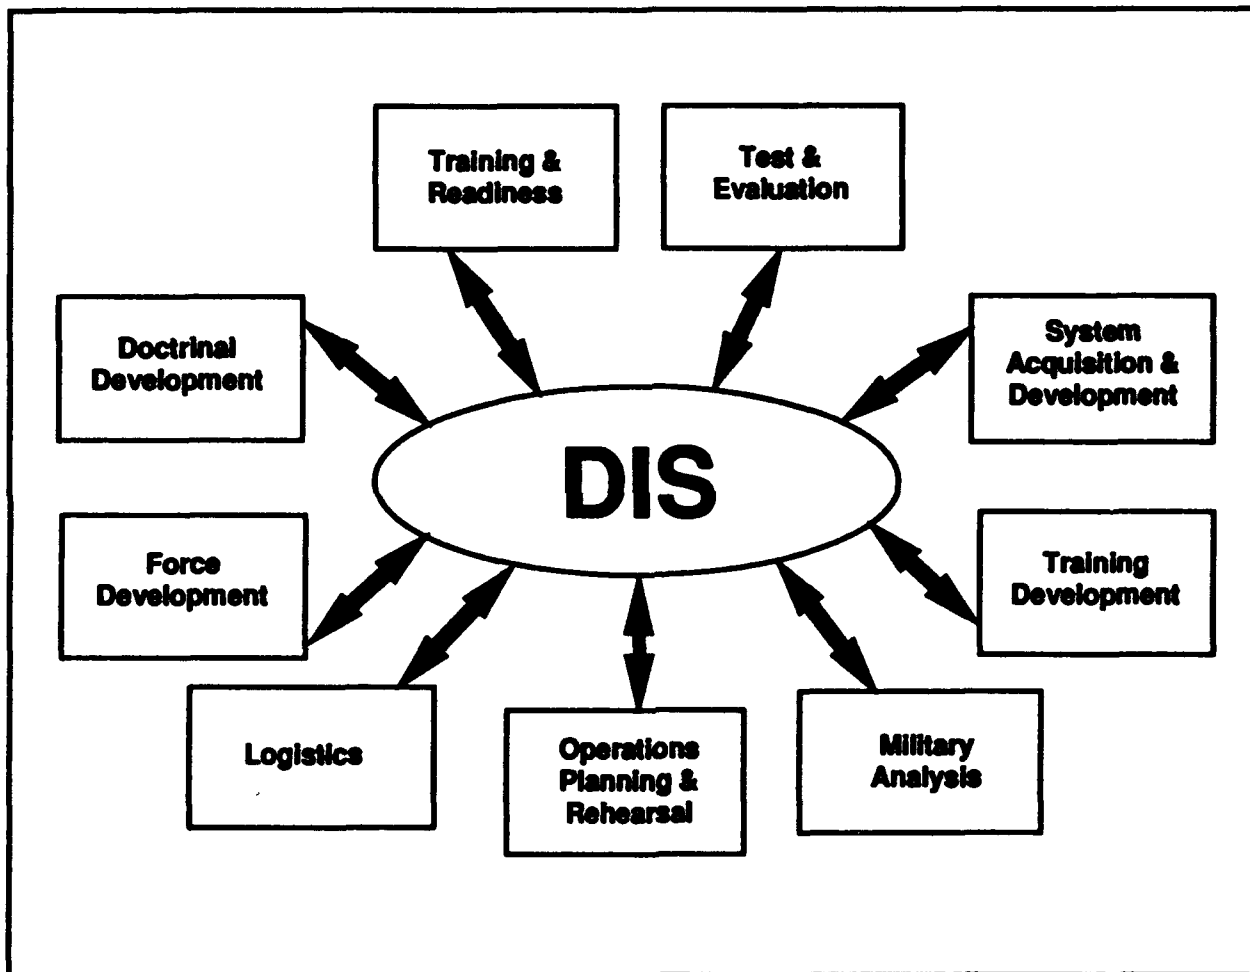 Training &
Readiness
Test &
Evaluation
Doctrinal
Development
System
Acquisition &
Development
DIS
Force
Development
Training
Development
Logistics
Operations
Planning &
Rehearsal
Military
Analysis